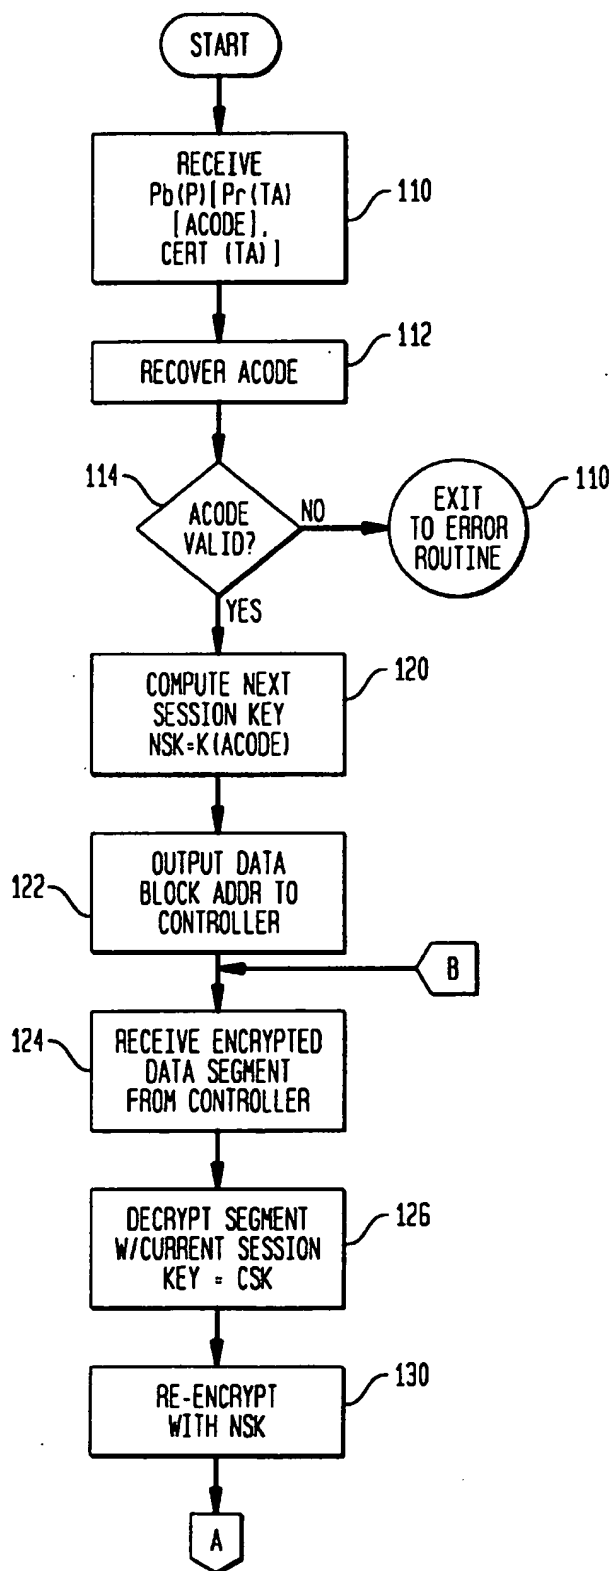 START
RECEIVE
Pb(P)[Pr(TA)
[ACODE],
CERT (TA)]
110
RECOVER ACODE
112
114
ACODE
VALID?
NO
EXIT
TO ERROR
ROUTINE
110
YES
COMPUTE NEXT
SESSION KEY
NSK=K(ACODE)
120
OUTPUT DATA
BLOCK ADDR TO
CONTROLLER
122
B
124
RECEIVE ENCRYPTED
DATA SEGMENT
FROM CONTROLLER
DECRYPT SEGMENT
W/CURRENT SESSION
KEY = CSK
126
RE-ENCRYPT
WITH NSK
130
A